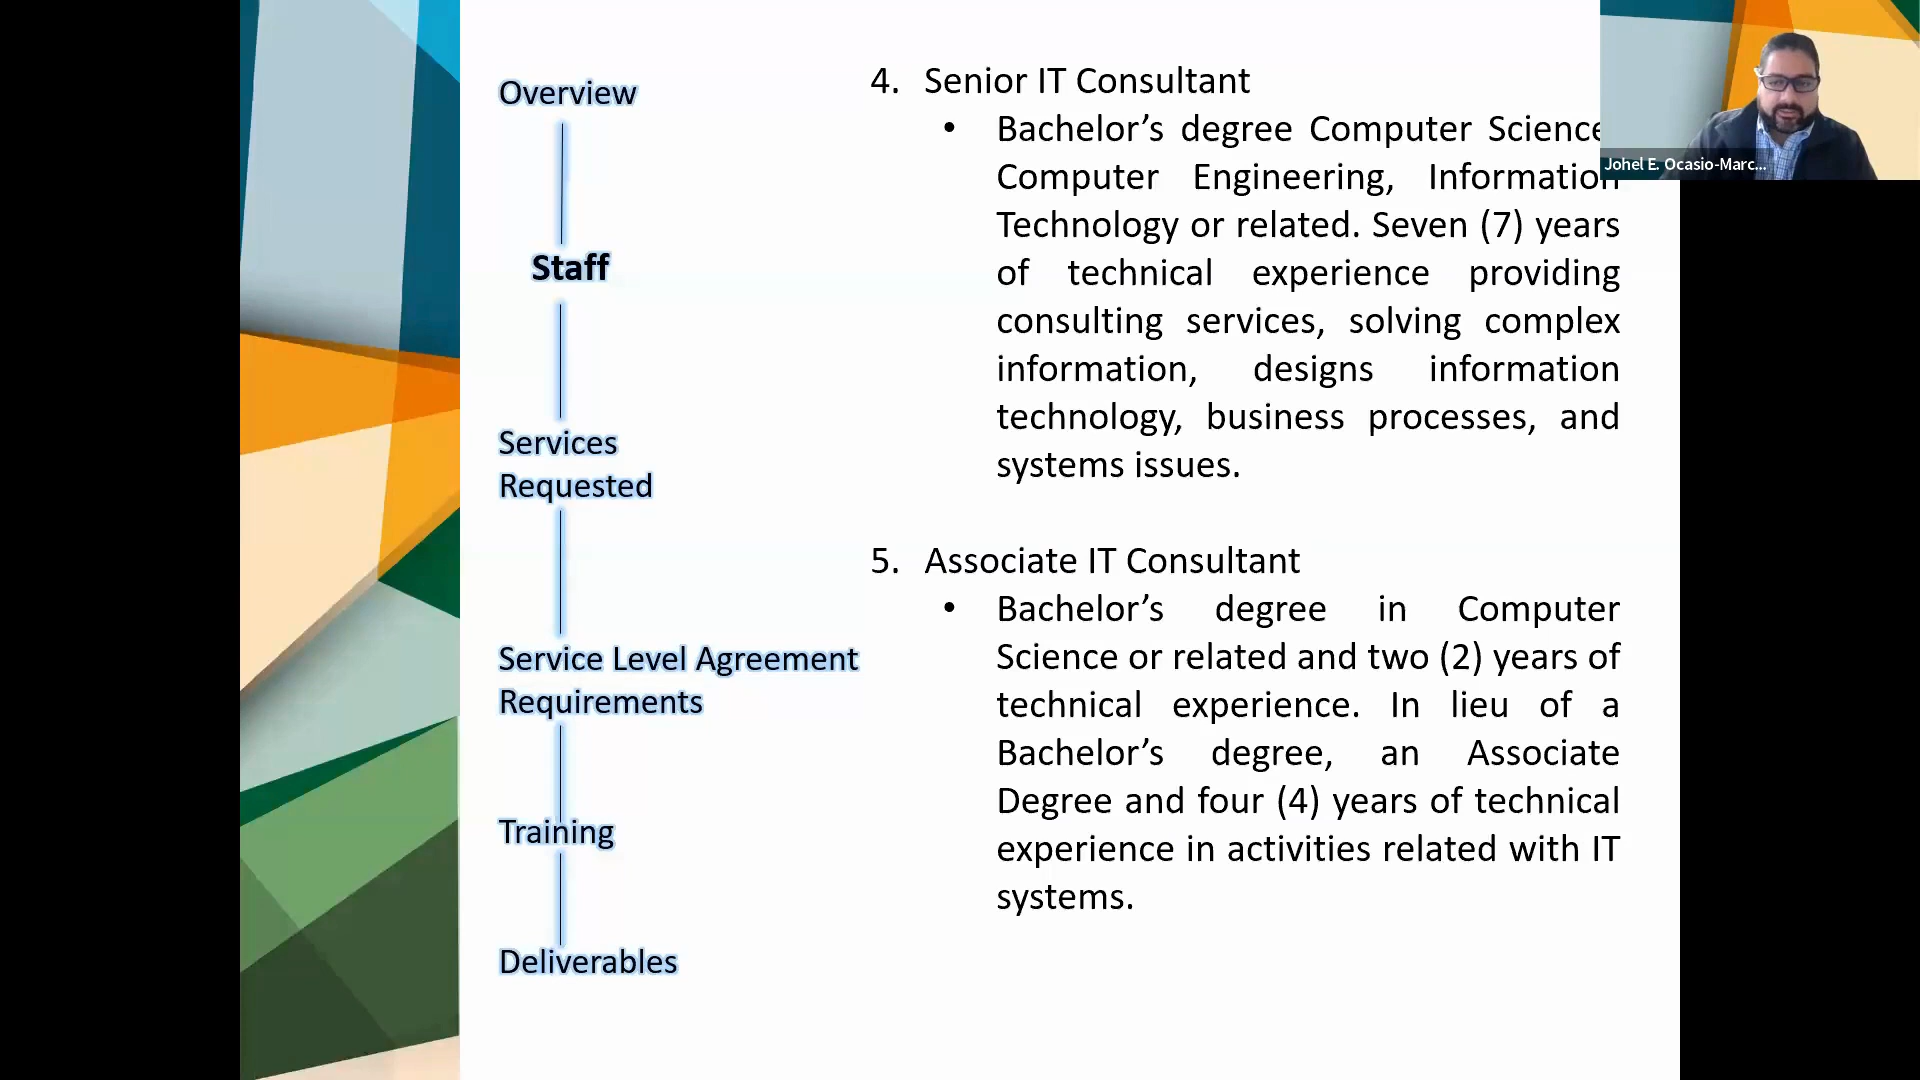 Overview
Staff
Services
Requested
Service Level Agreement
Requirements
Training
Deliverables
4. Senior IT Consultant
• Bachelor’s degree Computer Science
Computer Engineering, Information
Technology or related. Seven (7) years
of technical experience providing
consulting services, solving complex
information, designs information
technology, business processes, and
systems issues.
5. Associate IT Consultant
• Bachelor’s degree in Computer
Science or related and two (2) years of
technical experience. In lieu of a
Bachelor’s degree, an Associate
Degree and four (4) years of technical
experience in activities related with IT
systems.
Johel E. Ocasio-Marc...